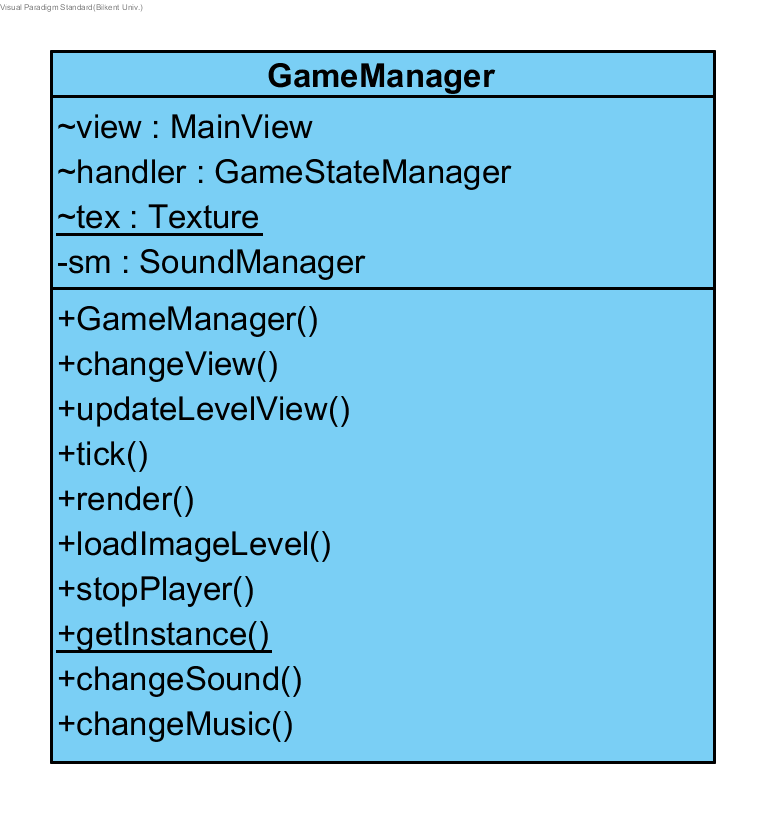 Visual Paradigm Standard(Bilkent Univ.)
GameManager
~view : MainView
~handler : GameStateManager
~tex : Texture
-sm : SoundManager
+GameManager()
+changeView()
+updateLevelView()
+tick()
+render()
+loadImageLevel()
+stopPlayer()
+getInstance()
+changeSound()
+changeMusic()